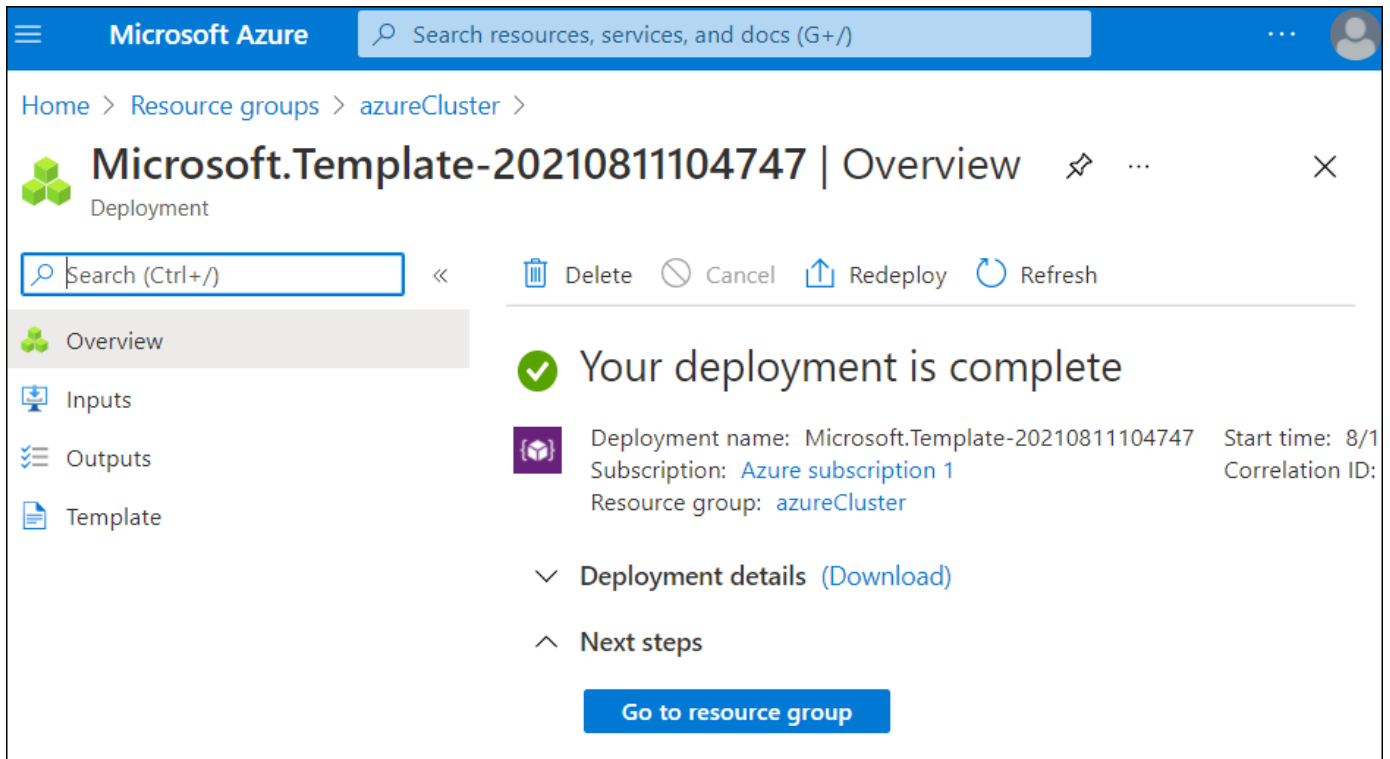 Microsoft Azure
Search resources, services, and docs (G+/)
...
Home > Resource groups > azureCluster >
Microsoft.Template-20210811104747 | Overview
...
Deployment
Search (Ctrl+/)
«
Delete
Cancel
Redeploy
Refresh
Overview
Inputs
Outputs
Template
Your deployment is complete
Deployment name: Microsoft.Template-20210811104747 Start time: 8/1
Subscription: Azure subscription 1 Correlation ID:
Resource group: azureCluster
Deployment details (Download)
Next steps
Go to resource group